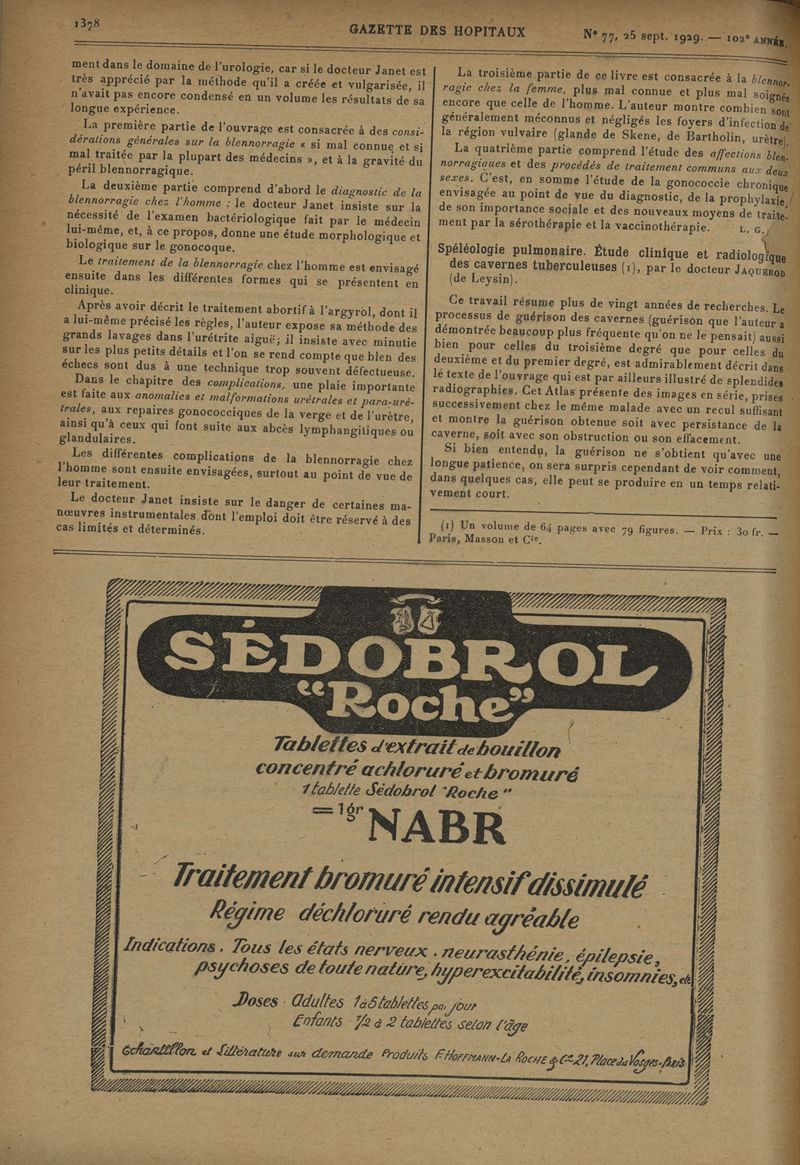 1378
GAZETTE DES HOPITAUX
N° 77, 25 sept. 1929. — 102e ANNÉE.
ment dans le domaine de l'urologie, car si le docteur Janet est
très apprécié par la méthode qu'il a créée et vulgarisée, il
n'avait pas encore condensé en un volume les résultats de sa
longue expérience.
La première partie de l'ouvrage est consacrée à des consi-
dérations générales sur la blennorragie « si mal connue et si
mal traitée par la plupart des médecins », et à la gravité du
péril blennorragique.
La deuxième partie comprend d'abord le diagnostic de la
blennorragie chez l'homme : le docteur Janet insiste sur la
nécessité de l'examen bactériologique fait par le médecin
lui-même, et, à ce propos, donne une étude morphologique et
biologique sur le gonocoque.
Le traitement de la blennorragie chez l'homme est envisagé
ensuite dans les différentes formes qui se présentent en
clinique.
Après avoir décrit le traitement abortif à l'argyrol, dont il
a lui-même précisé les règles, l'auteur expose sa méthode des
grands lavages dans l'urétrite aiguë; il insiste avec minutie
sur les plus petits détails et l'on se rend compte que bien des
échecs sont dus à une technique trop souvent défectueuse.
Dans le chapitre des complications, une plaie importante
est faite aux anomalies et malformations urétrales et para-uré-
trales, aux repaires gonococciques de la verge et de l'urètre,
ainsi qu'à ceux qui font suite aux abcès lymphangitiques ou
glandulaires.
Les différentes complications de la blennorragie chez
l'homme sont ensuite envisagées, surtout au point de vue de
leur traitement.
Le docteur Janet insiste sur le danger de certaines ma-
nœuvres instrumentales dont l'emploi doit être réservé à des
cas limités et déterminés.
La troisième partie de ce livre est consacrée à la blennor-
ragie chez la femme, plus mal connue et plus mal soignée
encore que celle de l'homme. L'auteur montre combien sont
généralement méconnus et négligés les foyers d'infection de
la région vulvaire (glande de Skene, de Bartholin, urètre).
La quatrième partie comprend l'étude des affections blen-
norragiques et des procédés de traitement communs aux deux
sexes. C'est, en somme l'étude de la gonococcie chronique
envisagée au point de vue du diagnostic, de la prophylaxie,
de son importance sociale et des nouveaux moyens de traite-
ment par la sérothérapie et la vaccinothérapie. L. G.
Spéléologie pulmonaire. Étude clinique et radiologique
des cavernes tuberculeuses (1), par le docteur JAQUEROD
(de Leysin).
Ce travail résume plus de vingt années de recherches. Le
processus de guérison des cavernes (guérison que l'auteur a
démontrée beaucoup plus fréquente qu'on ne le pensait) aussi
bien pour celles du troisième degré que pour celles du
deuxième et du premier degré, est admirablement décrit dans
le texte de l'ouvrage qui est par ailleurs illustré de splendides
radiographies. Cet Atlas présente des images en série, prises
successivement chez le même malade avec un recul suffisant
et montre la guérison obtenue soit avec persistance de la
caverne, soit avec son obstruction ou son effacement.
Si bien entendu, la guérison ne s'obtient qu'avec une
longue patience, on sera surpris cependant de voir comment,
dans quelques cas, elle peut se produire en un temps relati-
vement court.
(1) Un volume de 64 pages avec 79 figures. — Prix : 30 fr. —
Paris, Masson et Cie.
SÉDOBROL
"Roche"
Tablettes d'extrait de bouillon
concentré achloruré et bromuré
1 tablette Sédobrol "Roche"
= 1gr NABR
Traitement bromuré intensif dissimulé
Régime déchloruré rendu agréable
Indications. Tous les états nerveux. neurasthénie, épilepsie,
psychoses de toute nature, hyperexcitabilité, insomnies, etc
Doses : Adultes 1 à 5 tablettes par jour
Enfants ½ à 2 tablettes selon l'âge
Echantillon et Littérature sur demande Produits F. HOFFMANN-LA ROCHE & Cie 21, Place des Vosges-Paris